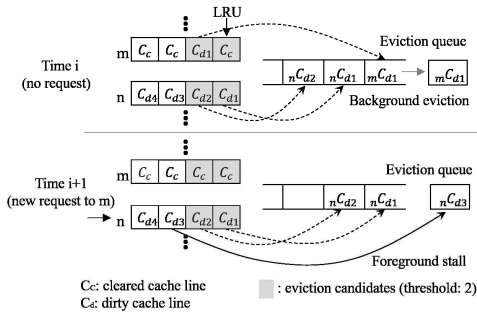 LRU
Time i
(no request)
m C_c C_c C_d1 C_c
n C_d4 C_d3 C_d2 C_d1
Eviction queue
nC_d2 nC_d1 mC_d1
mC_d1
Background eviction
Time i+1
(new request to m)
m C_c C_c C_c C_c
n C_d4 C_d3 C_d2 C_d1
Eviction queue
nC_d2 nC_d1
nC_d3
Foreground stall
C_c: cleared cache line
C_d: dirty cache line
: eviction candidates (threshold: 2)